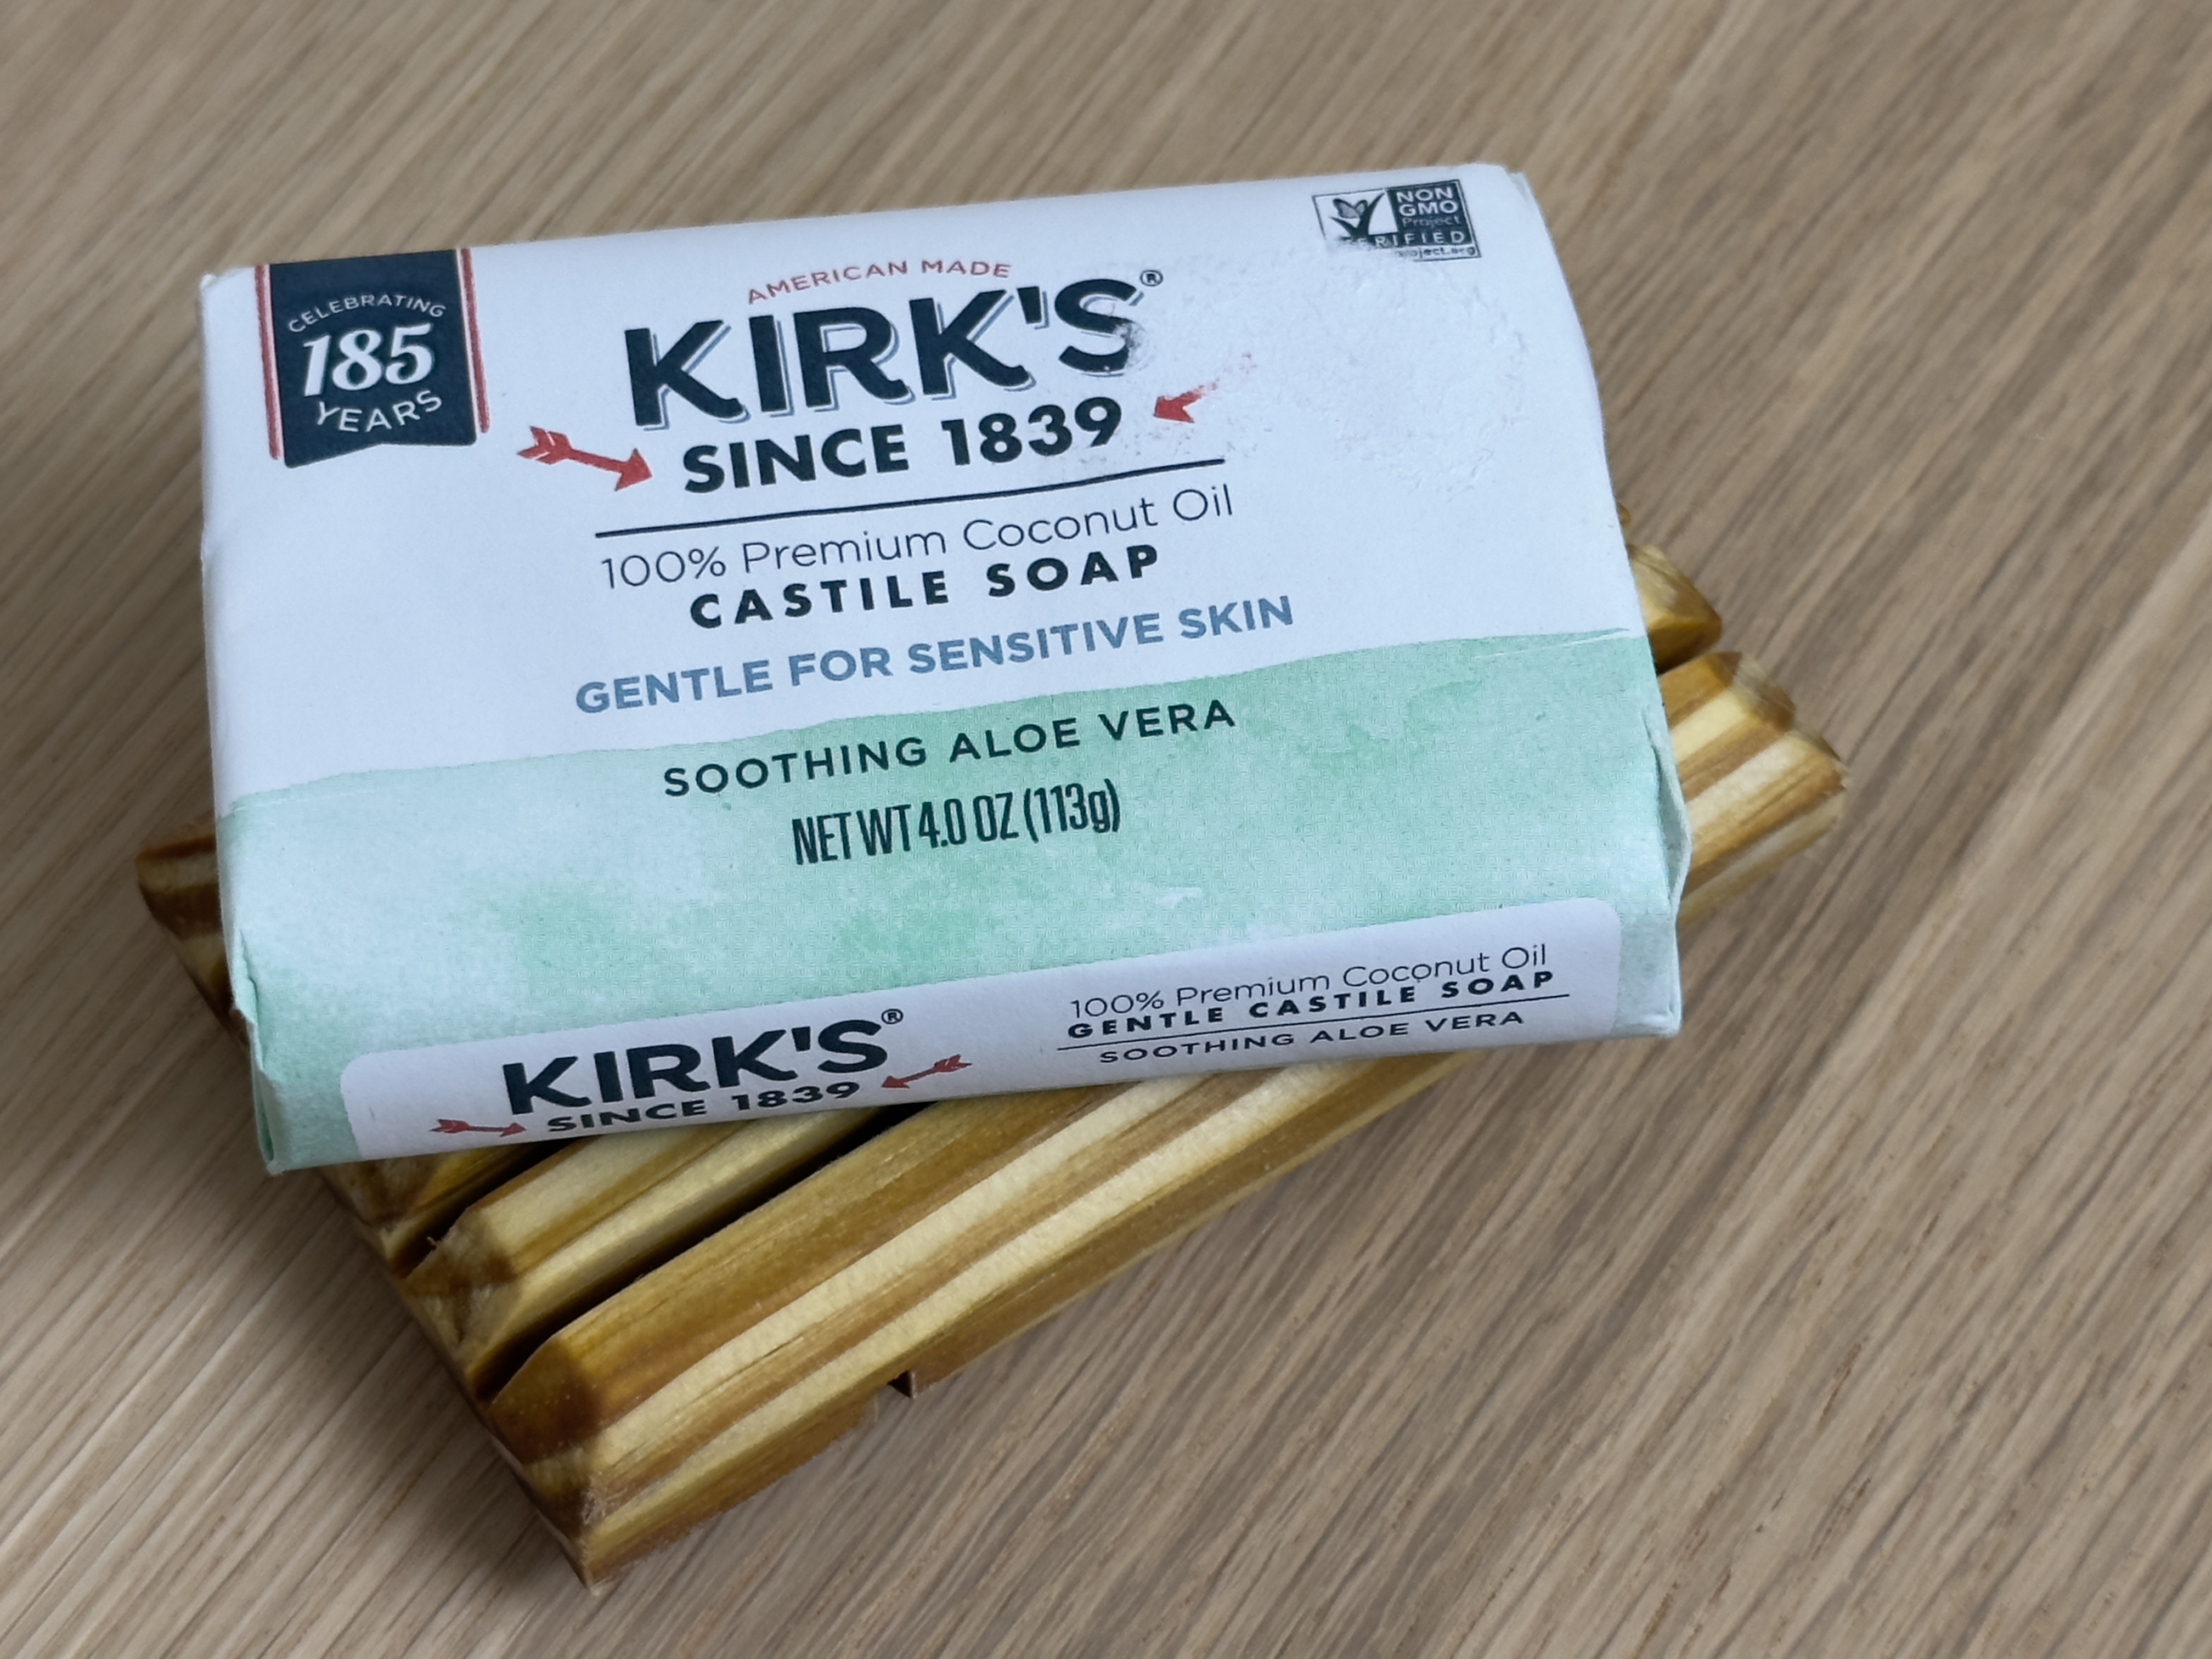 CELEBRATING
185
YEARS
AMERICAN MADE
KIRK'S®
SINCE 1839
100% Premium Coconut Oil
CASTILE SOAP
GENTLE FOR SENSITIVE SKIN
SOOTHING ALOE VERA
NET WT 4.0 OZ (113g)
NON
GMO
Project
KIRK'S®
SINCE 1839
100% Premium Coconut Oil
GENTLE CASTILE SOAP
SOOTHING ALOE VERA